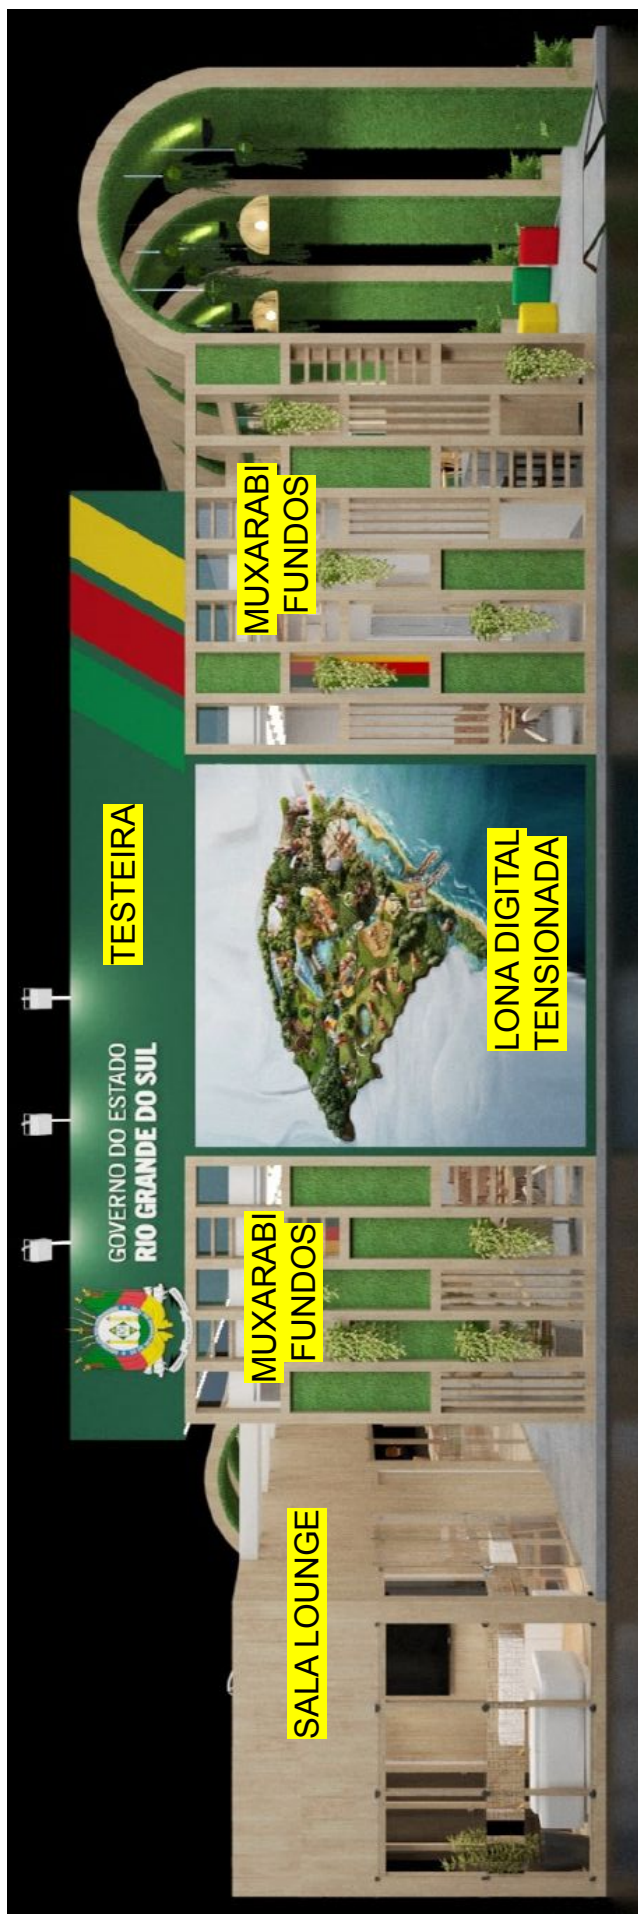 TESTEIRA
GOVERNO DO ESTADO
RIO GRANDE DO SUL
SALA LOUNGE
MUXARABI
FUNDOS
LONA DIGITAL
TENSIONADA
MUXARABI
FUNDOS